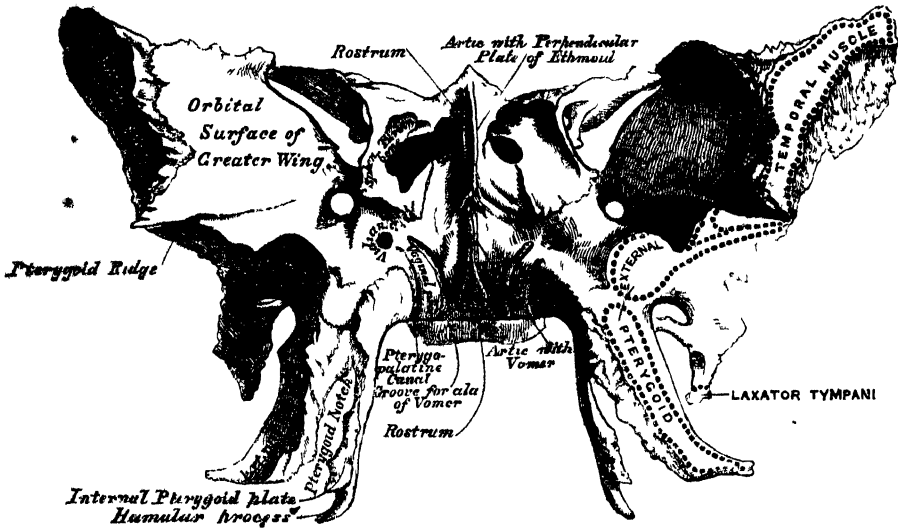 Rostrum
Artic with Perpendicular
Plate of Ethmoid
TEMPORAL MUSCLE
Orbital
Surface of
Greater Wing
Vidian
Pterygoid Ridge
Vaginal
EXTERNAL
PTERYGOID
Pterygo-
palatine
Canal
Groove for ala
of Vomer
Artic with
Vomer
Rostrum
LAXATOR TYMPANI
Pterygoid Notch
Internal Pterygoid plate
Hamular process